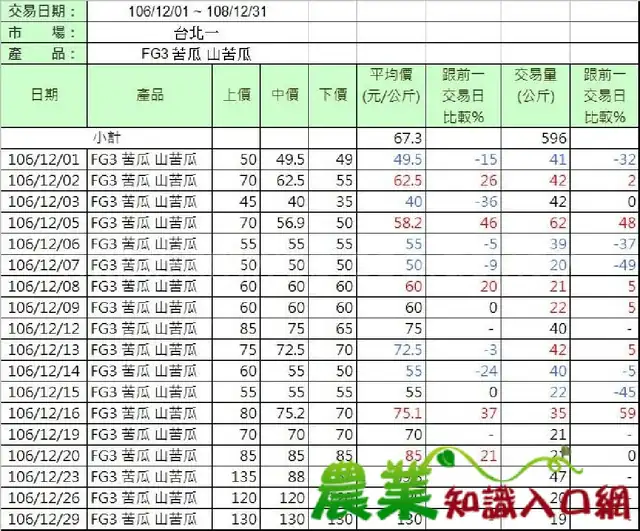 交易日期： 106/12/01 ~ 108/12/31
市 場： 台北一
產 品： FG3 苦瓜 山苦瓜
日期 產品 上價 中價 下價 平均價 (元/公斤) 跟前一交易日比較% 交易量 (公斤) 跟前一交易日比較%
小計 67.3 596
106/12/01 FG3 苦瓜 山苦瓜 50 49.5 49 49.5 -15 41 -32
106/12/02 FG3 苦瓜 山苦瓜 70 62.5 55 62.5 26 42 2
106/12/03 FG3 苦瓜 山苦瓜 45 40 35 40 -36 42 0
106/12/05 FG3 苦瓜 山苦瓜 70 56.9 50 58.2 46 62 48
106/12/06 FG3 苦瓜 山苦瓜 55 55 55 55 -5 39 -37
106/12/07 FG3 苦瓜 山苦瓜 50 50 50 50 -9 20 -49
106/12/08 FG3 苦瓜 山苦瓜 60 60 60 60 20 21 5
106/12/09 FG3 苦瓜 山苦瓜 60 60 60 60 0 22 5
106/12/12 FG3 苦瓜 山苦瓜 85 75 65 75 - 40 -
106/12/13 FG3 苦瓜 山苦瓜 75 72.5 70 72.5 -3 42 5
106/12/14 FG3 苦瓜 山苦瓜 60 55 50 55 -24 40 -5
106/12/15 FG3 苦瓜 山苦瓜 55 55 55 55 0 22 -45
106/12/16 FG3 苦瓜 山苦瓜 80 75.2 70 75.1 37 35 59
106/12/19 FG3 苦瓜 山苦瓜 70 70 70 70 - 21 -
106/12/20 FG3 苦瓜 山苦瓜 85 85 85 85 21 21 0
106/12/23 FG3 苦瓜 山苦瓜 135 88 47 -
106/12/26 FG3 苦瓜 山苦瓜 120 120 120
106/12/29 FG3 苦瓜 山苦瓜 130 130 130 130 19
農業知識入口網